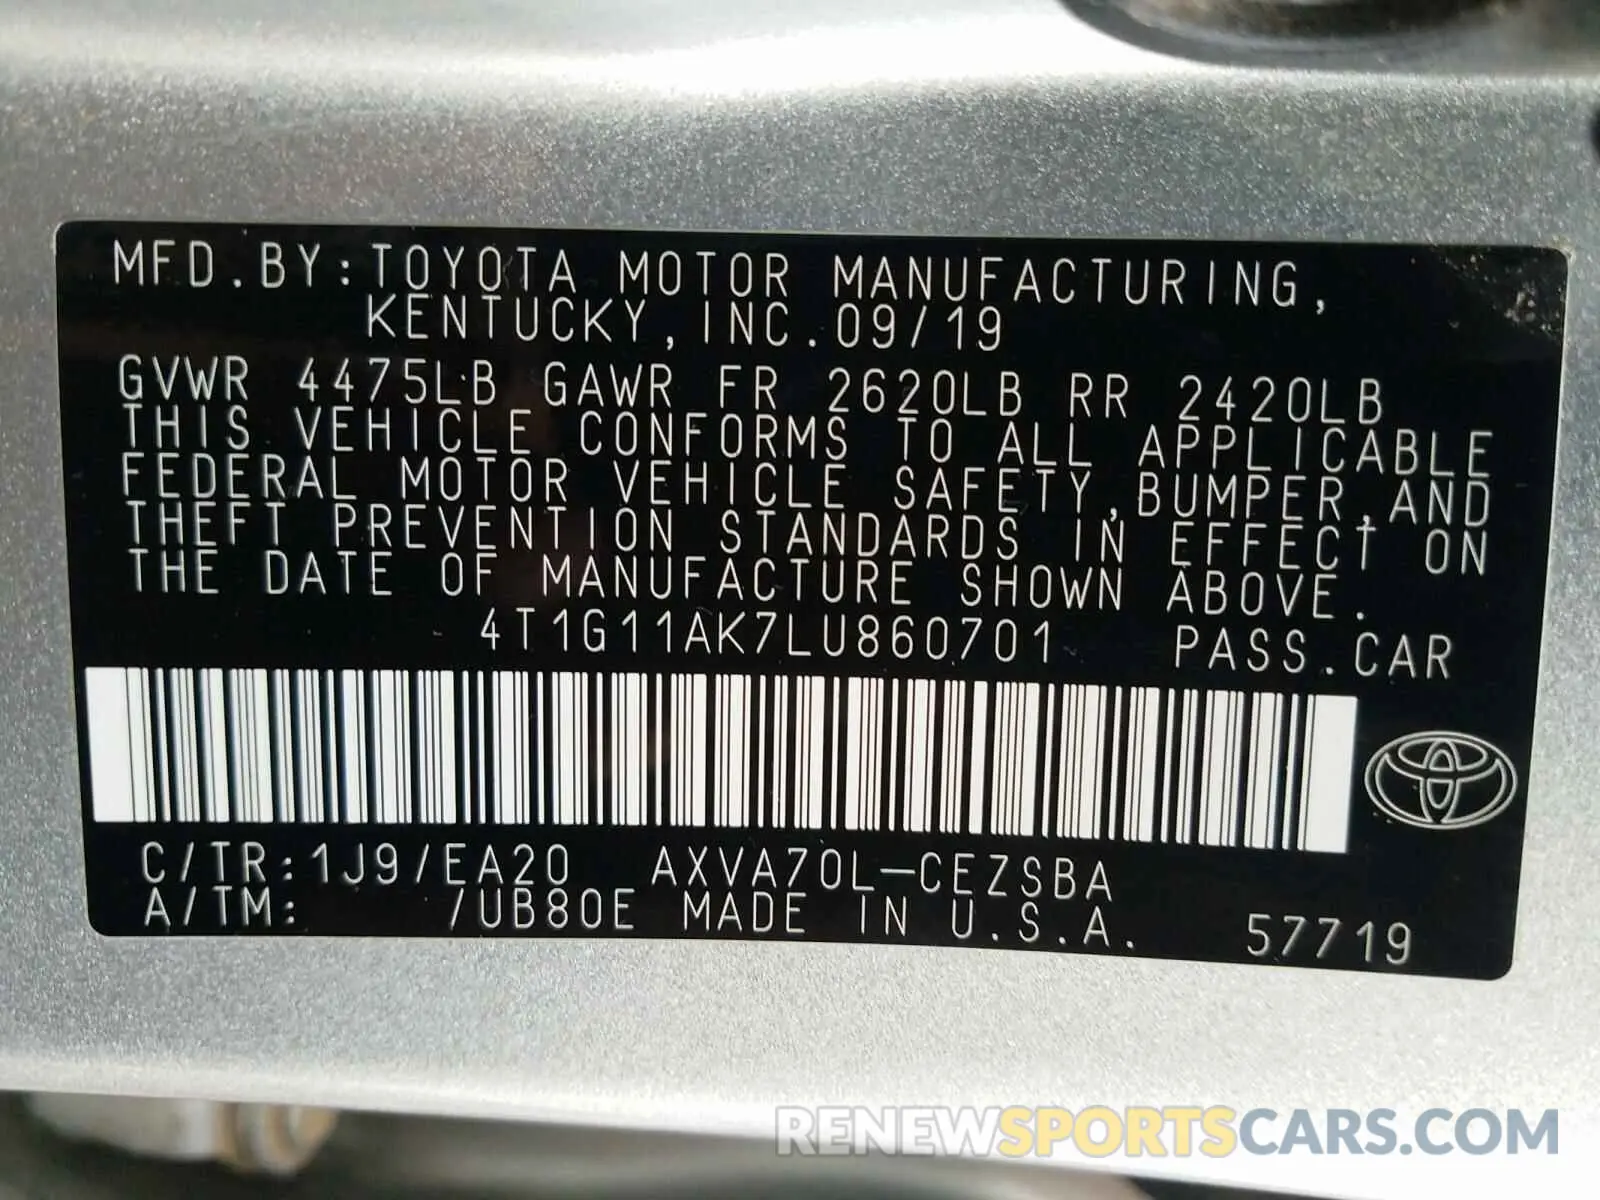 MFD.BY:TOYOTA MOTOR MANUFACTURING,
KENTUCKY,INC.09/19
GVWR 4475LB GAWR FR 2620LB RR 2420LB
THIS VEHICLE CONFORMS TO ALL APPLICABLE
FEDERAL MOTOR VEHICLE SAFETY,BUMPER,AND
THEFT PREVENTION STANDARDS IN EFFECT ON
THE DATE OF MANUFACTURE SHOWN ABOVE.
4T1G11AK7LU860701 PASS.CAR
C/TR:1J9/EA20 AXVA70L-CEZSBA
A/TM: /UB80E MADE IN U.S.A. 57719
RENEWSPORTSCARS.COM